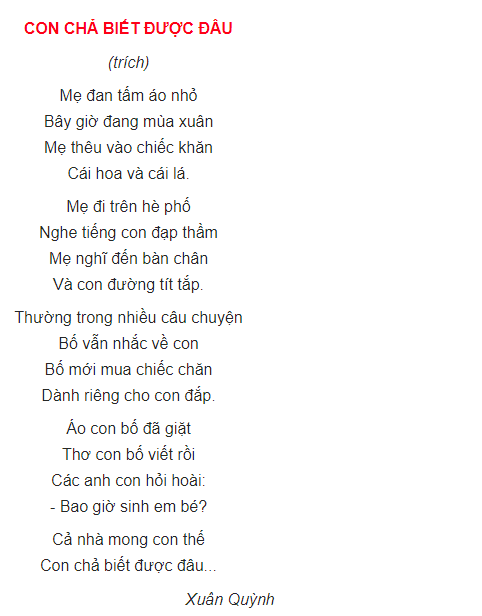 CON CHẢ BIẾT ĐƯỢC ĐÂU
(trích)
Mẹ đan tấm áo nhỏ
Bây giờ đang mùa xuân
Mẹ thêu vào chiếc khăn
Cái hoa và cái lá.
Mẹ đi trên hè phố
Nghe tiếng con đạp thầm
Mẹ nghĩ đến bàn chân
Và con đường tít tắp.
Thường trong nhiều câu chuyện
Bố vẫn nhắc về con
Bố mới mua chiếc chăn
Dành riêng cho con đắp.
Áo con bố đã giặt
Thơ con bố viết rồi
Các anh con hỏi hoài:
- Bao giờ sinh em bé?
Cả nhà mong con thế
Con chả biết được đâu...
Xuân Quỳnh